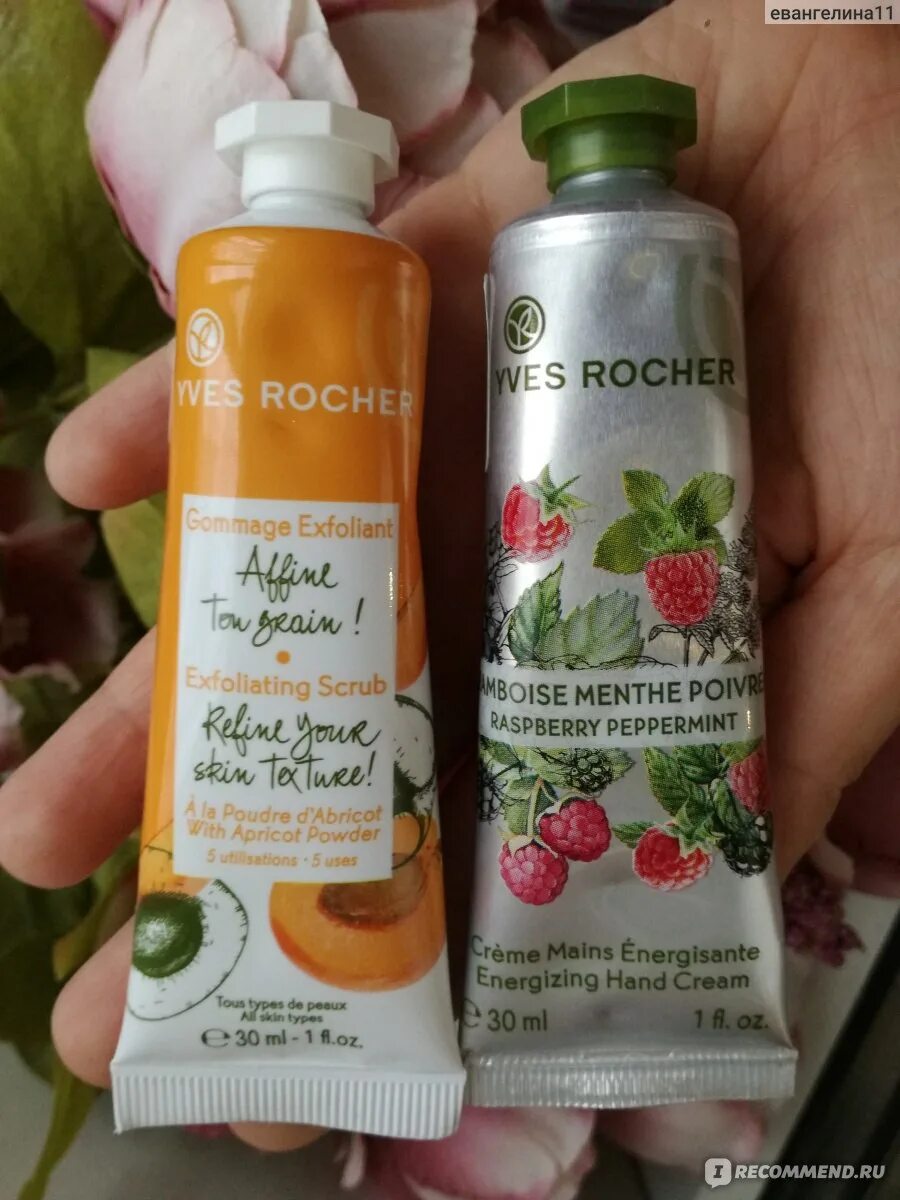 евангелина11
YVES ROCHER
Gommage Exfoliant
Affine
Ton grain !
Exfoliating Scrub
Refine your
skin texture!
À la Poudre d'Abricot
With Apricot Powder
5 utilisations • 5 uses
Tous types de peaux
All skin types
℮ 30 ml - 1 fl.oz.
YVES ROCHER
AMBOISE MENTHE POIVRE
RASPBERRY PEPPERMINT
Crème Mains Énergisante
Energizing Hand Cream
℮ 30 ml 1 fl. oz.
IRECOMMEND.RU